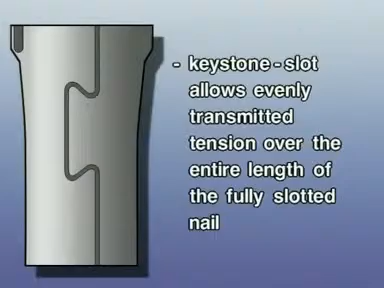 - keystone-slot
allows evenly
transmitted
tension over the
entire length of
the fully slotted
nail